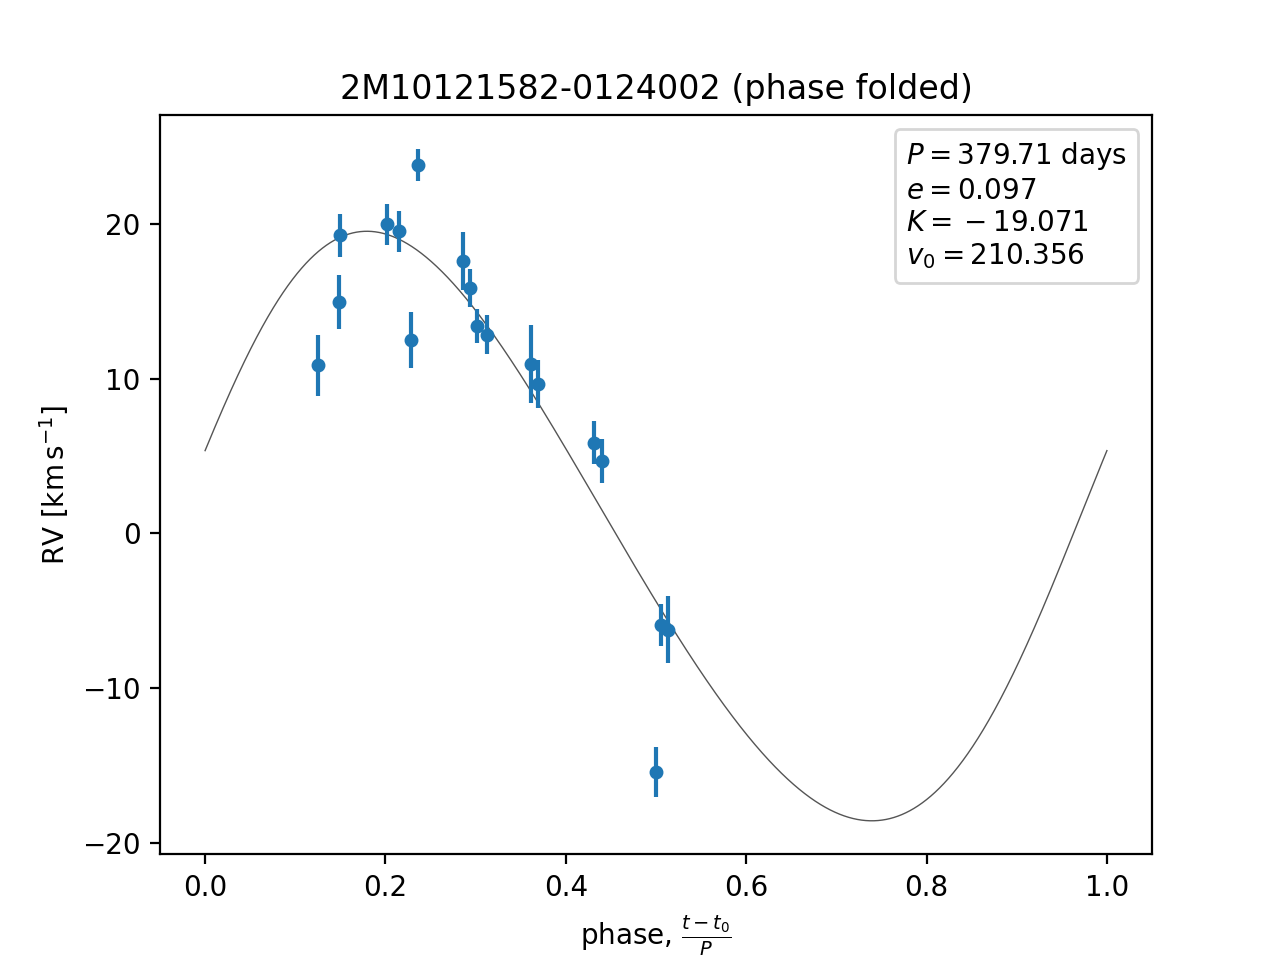 2M10121582-0124002 (phase folded)
P = 379.71 days
e = 0.097
K = −19.071
v₀ = 210.356
20
10
0
−10
−20
RV [km s⁻¹]
0.0 0.2 0.4 0.6 0.8 1.0
phase, (t − t₀)/P